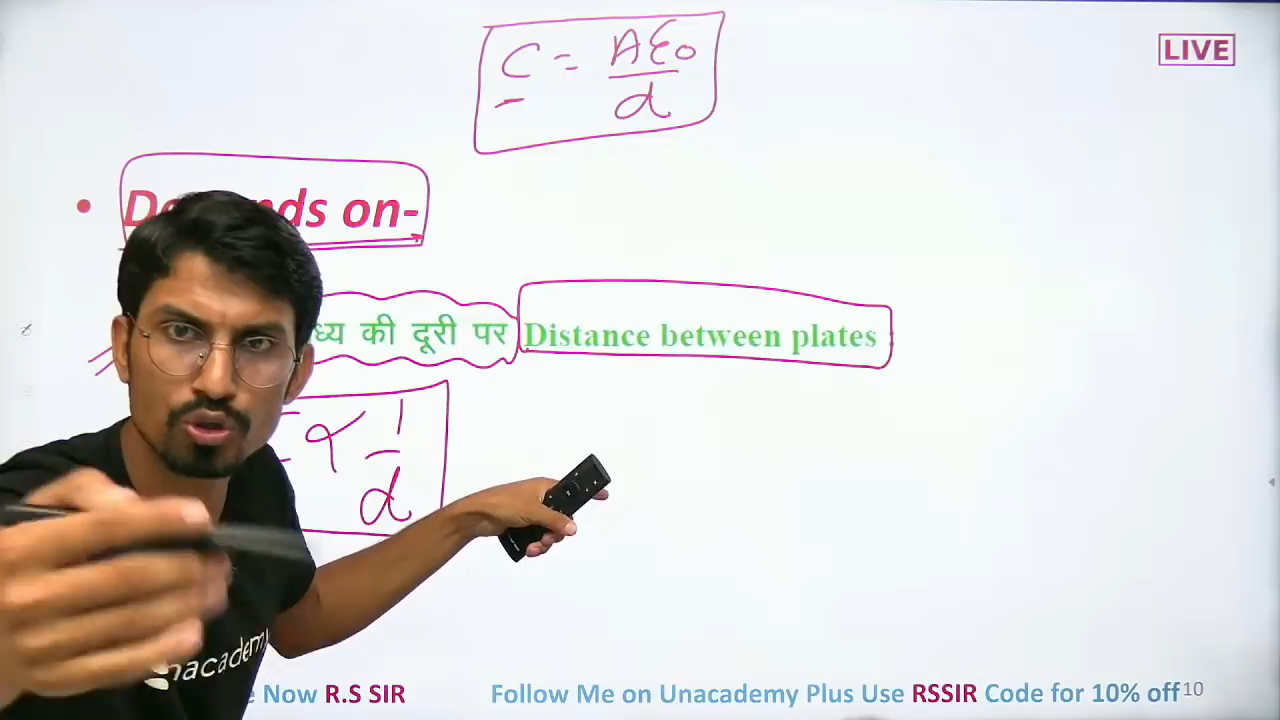 C = Aε₀/d
LIVE
• Depends on-
की दूरी पर Distance between plates
∝ 1/d
unacademy
Now R.S SIR
Follow Me on Unacademy Plus Use RSSIR Code for 10% off 10